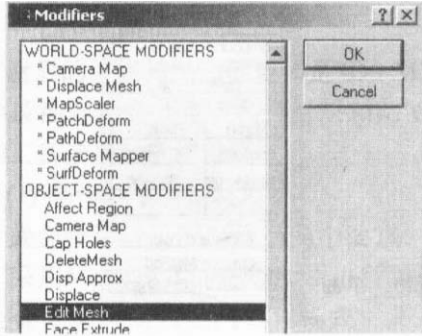 Modifiers
? ×
WORLD-SPACE MODIFIERS
* Camera Map
* Displace Mesh
* MapScaler
* PatchDeform
* PathDeform
* Surface Mapper
* SurfDeform
OBJECT-SPACE MODIFIERS
Affect Region
Camera Map
Cap Holes
DeleteMesh
Disp Approx
Displace
Edit Mesh
Face Extrude
OK
Cancel